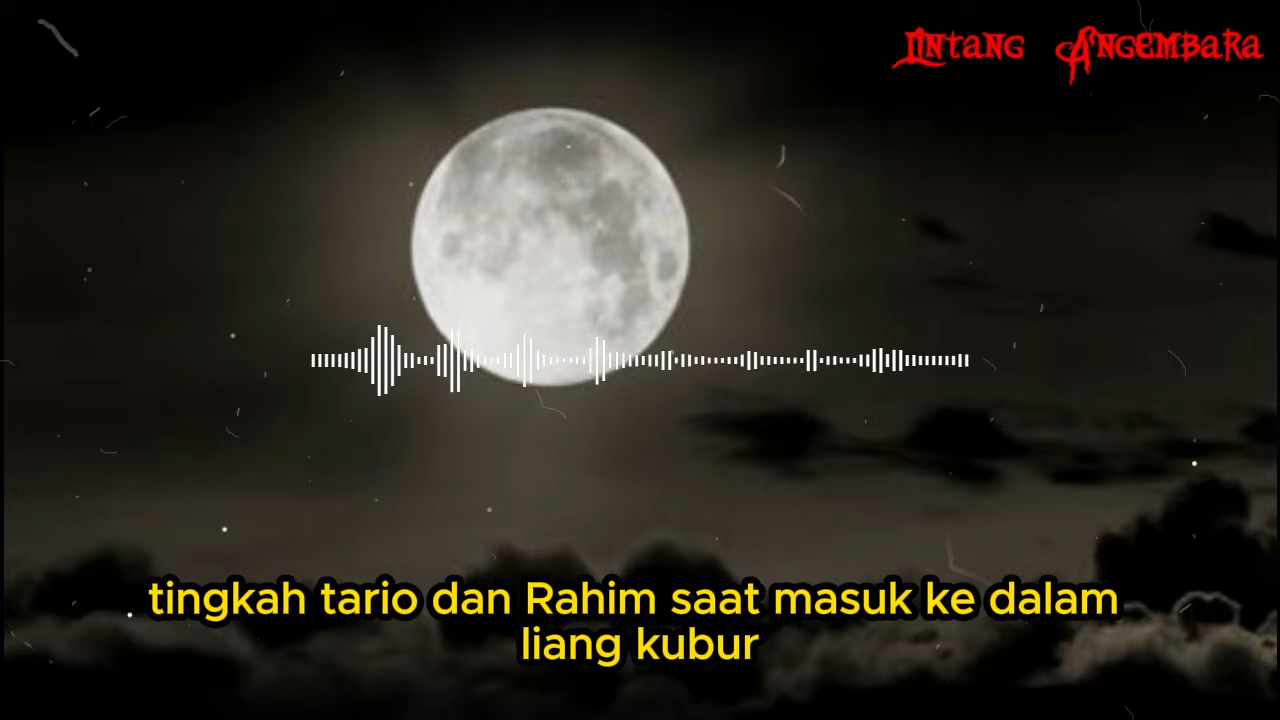 Lintang Angembara
tingkah tario dan Rahim saat masuk ke dalam
liang kubur